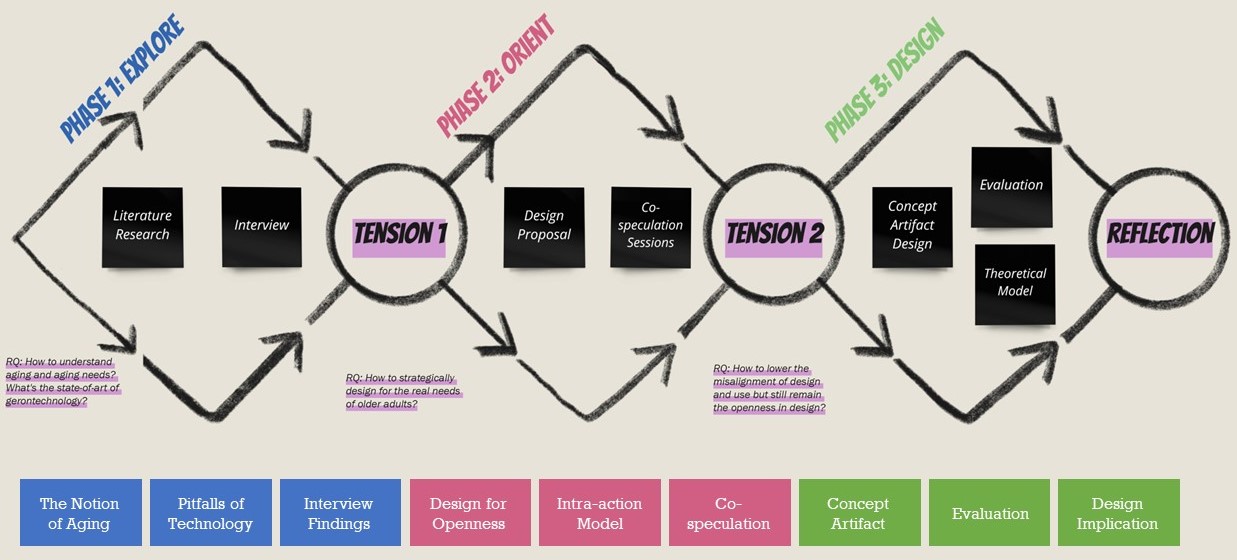 PHASE 1: EXPLORE
PHASE 2: ORIENT
PHASE 3: DESIGN
Literature
Research
Interview
TENSION 1
Design
Proposal
Co-
speculation
Sessions
TENSION 2
Concept
Artifact
Design
Evaluation
Theoretical
Model
REFLECTION
RQ: How to understand
aging and aging needs?
What's the state-of-art of
gerontechnology?
RQ: How to strategically
design for the real needs
of older adults?
RQ: How to lower the
misalignment of design
and use but still remain
the openness in design?
The Notion
of Aging
Pitfalls of
Technology
Interview
Findings
Design for
Openness
Intra-action
Model
Co-
speculation
Concept
Artifact
Evaluation
Design
Implication